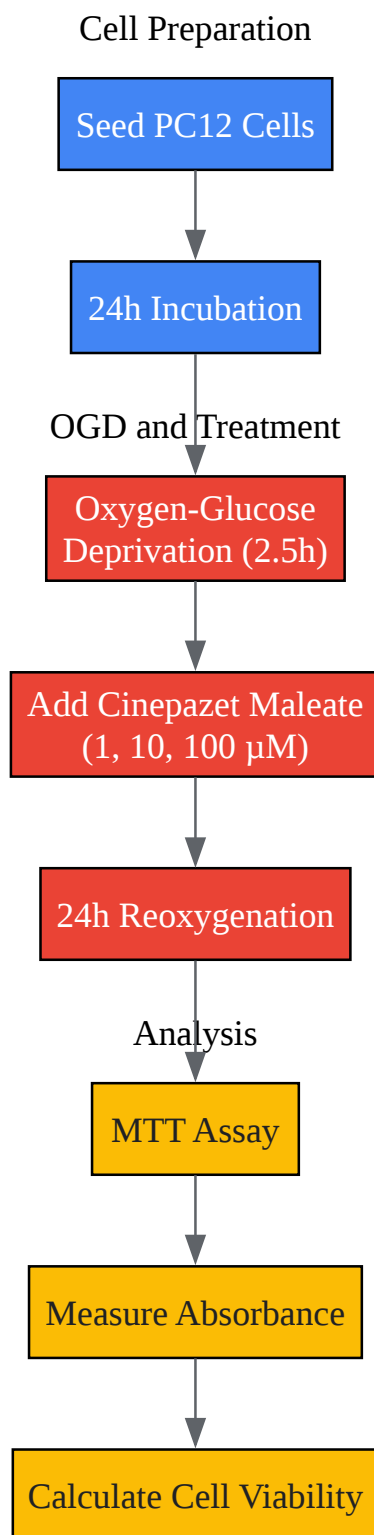 Cell Preparation
Seed PC12 Cells
24h Incubation
OGD and Treatment
Oxygen-Glucose
Deprivation (2.5h)
Add Cinepazet Maleate
(1, 10, 100 µM)
24h Reoxygenation
Analysis
MTT Assay
Measure Absorbance
Calculate Cell Viability